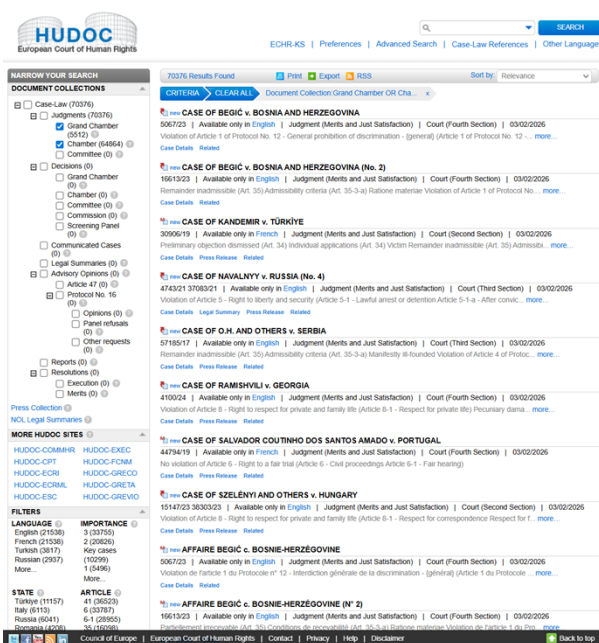 HUDOC
European Court of Human Rights
SEARCH
ECHR-KS | Preferences | Advanced Search | Case-Law References | Other Language
NARROW YOUR SEARCH
DOCUMENT COLLECTIONS
Case-Law (70376)
Judgments (70376)
Grand Chamber
(5512)
Chamber (64864)
Committee (0)
Decisions (0)
Grand Chamber
(0)
Chamber (0)
Committee (0)
Commission (0)
Screening Panel
(0)
Communicated Cases
(0)
Legal Summaries (0)
Advisory Opinions (0)
Article 47 (0)
Protocol No. 16
(0)
Opinions (0)
Panel refusals
(0)
Other requests
(0)
Reports (0)
Resolutions (0)
Execution (0)
Merits (0)
Press Collection
NOL Legal Summaries
MORE HUDOC SITES
HUDOC-COMMHR HUDOC-EXEC
HUDOC-CPT HUDOC-FCNM
HUDOC-ECRI HUDOC-GRECO
HUDOC-ECRML HUDOC-GRETA
HUDOC-ESC HUDOC-GREVIO
FILTERS
LANGUAGE IMPORTANCE
English (21538) 3 (33755)
French (21538) 2 (20826)
Turkish (3817) Key cases
Russian (2937) (10299)
More... 1 (5496)
More...
STATE ARTICLE
Türkiye (11157) 41 (36523)
Italy (6113) 6 (33787)
Russia (6041) 6-1 (28955)
Romania (4208) 35 (16098)
70376 Results Found Print Export RSS Sort by: Relevance
CRITERIA CLEAR ALL Document Collection Grand Chamber OR Cha... x
new CASE OF BEGIĆ v. BOSNIA AND HERZEGOVINA
5067/23 | Available only in English | Judgment (Merits and Just Satisfaction) | Court (Fourth Section) | 03/02/2026
Violation of Article 1 of Protocol No. 12 - General prohibition of discrimination - {general} (Article 1 of Protocol No. 12 -... more...
Case Details Related
new CASE OF BEGIĆ v. BOSNIA AND HERZEGOVINA (No. 2)
16613/23 | Available only in English | Judgment (Merits and Just Satisfaction) | Court (Fourth Section) | 03/02/2026
Remainder inadmissible (Art. 35) Admissibility criteria (Art. 35-3-a) Ratione materiae Violation of Article 1 of Protocol No... more...
Case Details Related
new CASE OF KANDEMIR v. TÜRKİYE
30906/19 | Available only in French | Judgment (Merits and Just Satisfaction) | Court (Second Section) | 03/02/2026
Preliminary objection dismissed (Art. 34) Individual applications (Art. 34) Victim Remainder inadmissible (Art. 35) Admissibi... more...
Case Details Press Release Related
new CASE OF NAVALNYY v. RUSSIA (No. 4)
4743/21 37083/21 | Available only in English | Judgment (Merits and Just Satisfaction) | Court (Third Section) | 03/02/2026
Violation of Article 5 - Right to liberty and security (Article 5-1 - Lawful arrest or detention Article 5-1-a - After convic... more...
Case Details Legal Summary Press Release Related
new CASE OF O.H. AND OTHERS v. SERBIA
57185/17 | Available only in English | Judgment (Merits and Just Satisfaction) | Court (Third Section) | 03/02/2026
Remainder inadmissible (Art. 35) Admissibility criteria (Art. 35-3-a) Manifestly ill-founded Violation of Article 4 of Protoc... more...
Case Details Press Release Related
new CASE OF RAMISHVILI v. GEORGIA
4100/24 | Available only in English | Judgment (Merits and Just Satisfaction) | Court (Fourth Section) | 03/02/2026
Violation of Article 8 - Right to respect for private and family life (Article 8-1 - Respect for private life) Pecuniary dama... more...
Case Details Press Release Related
new CASE OF SALVADOR COUTINHO DOS SANTOS AMADO v. PORTUGAL
44794/19 | Available only in French | Judgment (Merits and Just Satisfaction) | Court (Fourth Section) | 03/02/2026
No violation of Article 6 - Right to a fair trial (Article 6 - Civil proceedings Article 6-1 - Fair hearing)
Case Details Press Release Related
new CASE OF SZELÉNYI AND OTHERS v. HUNGARY
15147/23 38303/23 | Available only in English | Judgment (Merits and Just Satisfaction) | Court (Second Section) | 03/02/2026
Violation of Article 8 - Right to respect for private and family life (Article 8-1 - Respect for correspondence Respect for f... more...
Case Details Press Release Related
new AFFAIRE BEGIĆ c. BOSNIE-HERZÉGOVINE
5067/23 | Available only in English | Judgment (Merits and Just Satisfaction) | Court (Fourth Section) | 03/02/2026
Violation de l'article 1 du Protocole n° 12 - Interdiction générale de la discrimination - {général} (Article 1 du Protocole ... more...
Case Details Related
new AFFAIRE BEGIĆ c. BOSNIE-HERZÉGOVINE (N° 2)
16613/23 | Available only in English | Judgment (Merits and Just Satisfaction) | Court (Fourth Section) | 03/02/2026
Partiellement irrecevable (Art. 35) Conditions de recevabilité (Art. 35-3-a) Ratione materiae Violation de l'article 1 du Pro... more...
Council of Europe | European Court of Human Rights | Contact | Privacy | Help | Disclaimer Back to top